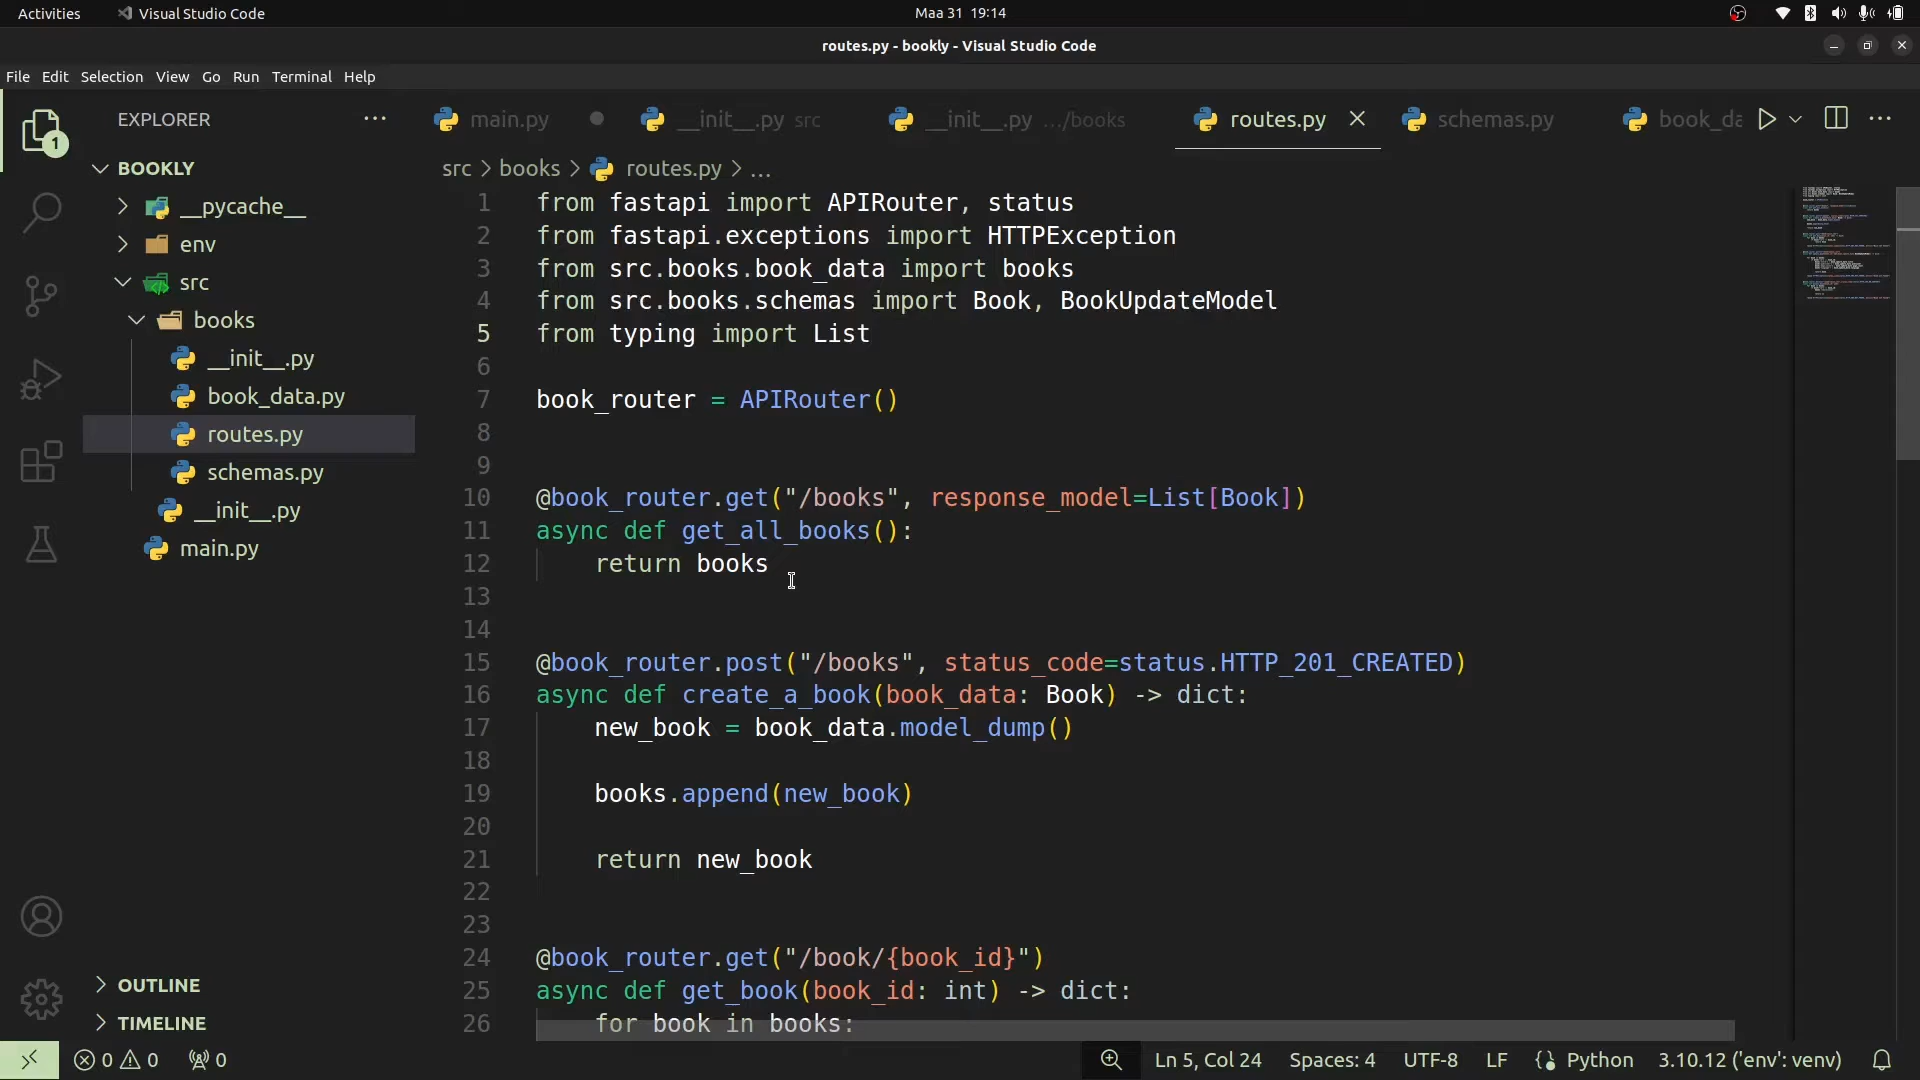 Activities
Visual Studio Code
Maa 31 19:14
routes.py - bookly - Visual Studio Code
File Edit Selection View Go Run Terminal Help
EXPLORER
1
BOOKLY
__pycache__
env
src
books
__init__.py
book_data.py
routes.py
schemas.py
__init__.py
main.py
OUTLINE
TIMELINE
main.py
__init__.py src
__init__.py .../books
routes.py
schemas.py
book_da
src > books > routes.py > ...
1 from fastapi import APIRouter, status
2 from fastapi.exceptions import HTTPException
3 from src.books.book_data import books
4 from src.books.schemas import Book, BookUpdateModel
5 from typing import List
6
7 book_router = APIRouter()
8
9
10 @book_router.get("/books", response_model=List[Book])
11 async def get_all_books():
12     return books
13
14
15 @book_router.post("/books", status_code=status.HTTP_201_CREATED)
16 async def create_a_book(book_data: Book) -> dict:
17     new_book = book_data.model_dump()
18
19     books.append(new_book)
20
21     return new_book
22
23
24 @book_router.get("/book/{book_id}")
25 async def get_book(book_id: int) -> dict:
26     for book in books:
0 0 0
Ln 5, Col 24 Spaces: 4 UTF-8 LF Python 3.10.12 ('env': venv)